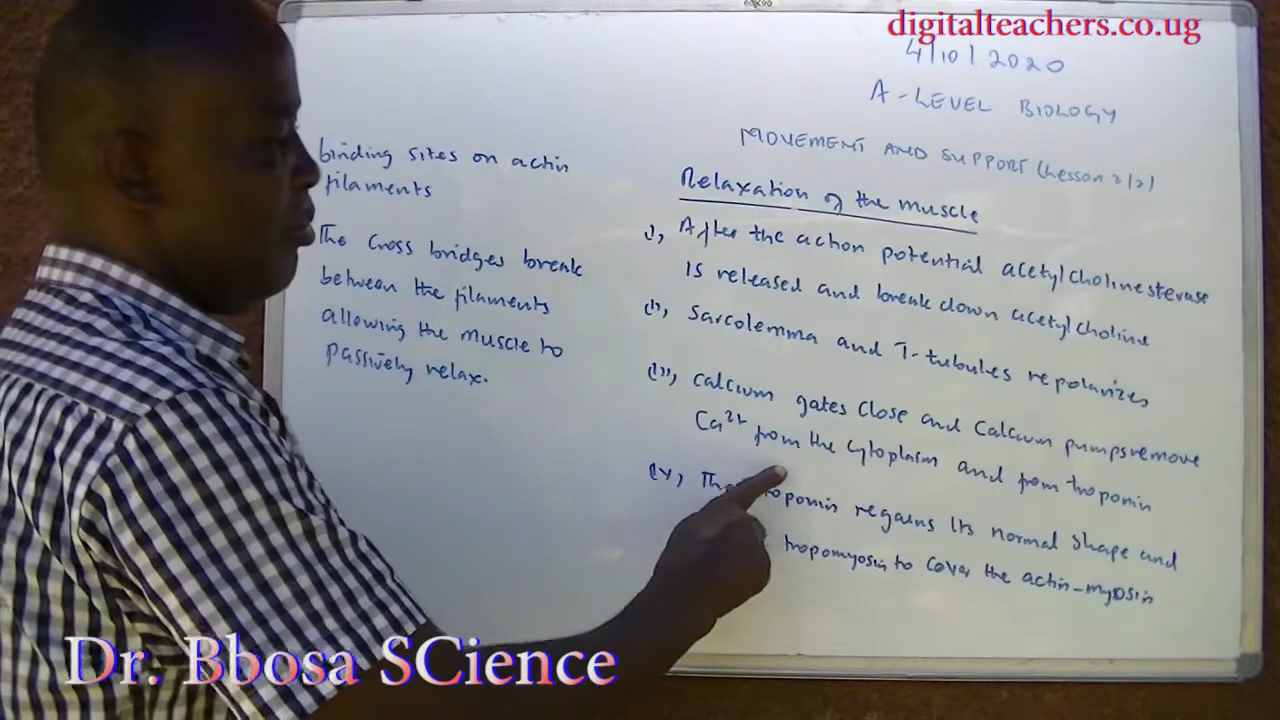 digitalteachers.co.ug
4/10/2020
A-LEVEL BIOLOGY
MOVEMENT AND SUPPORT (Lesson 2/2)
Relaxation of the muscle
i, After the action potential acetylcholinesterase
is released and break down acetylcholine
ii, Sarcolemma and T-tubules repolarizes
iii, calcium gates close and calcium pumps remove
Ca²⁺ from the cytoplasm and from troponin
iv, The troponin regains its normal shape and
tropomyosin to cover the actin-myosin
binding sites on actin
filaments
The cross bridges break
between the filaments
allowing the muscle to
passively relax.
Dr. Bbosa SCience